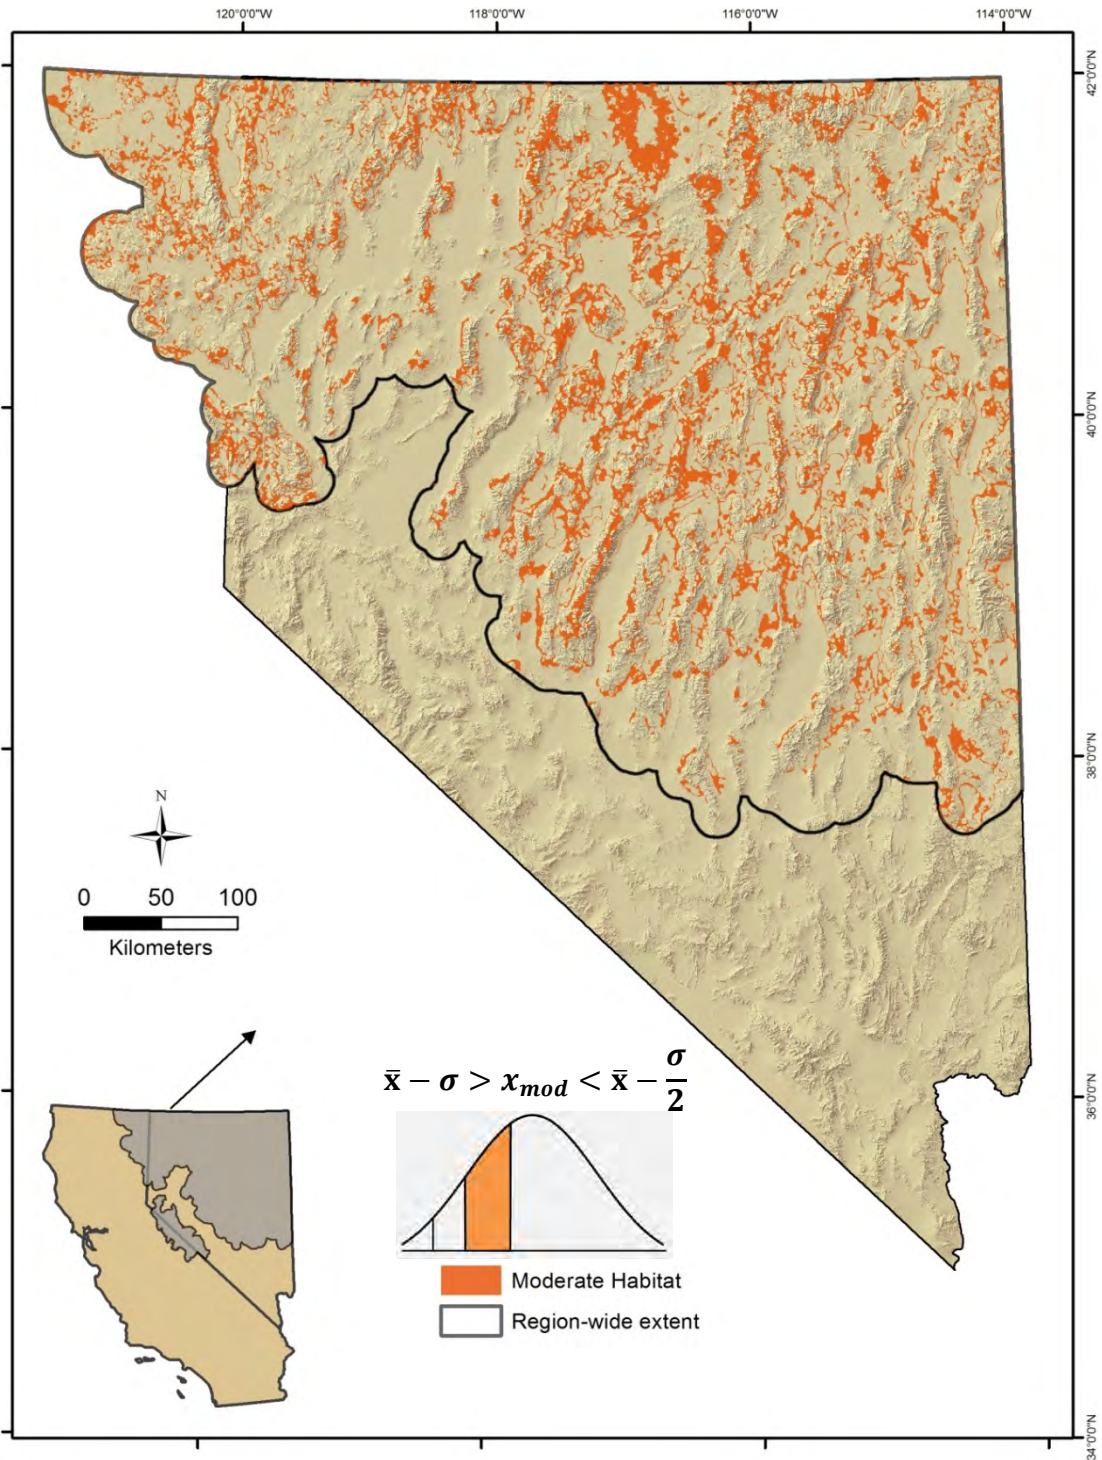 120°0'0"W 118°0'0"W 116°0'0"W 114°0'0"W
42°0'0"N
40°0'0"N
38°0'0"N
N
0 50 100
Kilometers
x̄ − σ > x_mod < x̄ − σ/2
36°0'0"N
Moderate Habitat
Region-wide extent
34°0'0"N